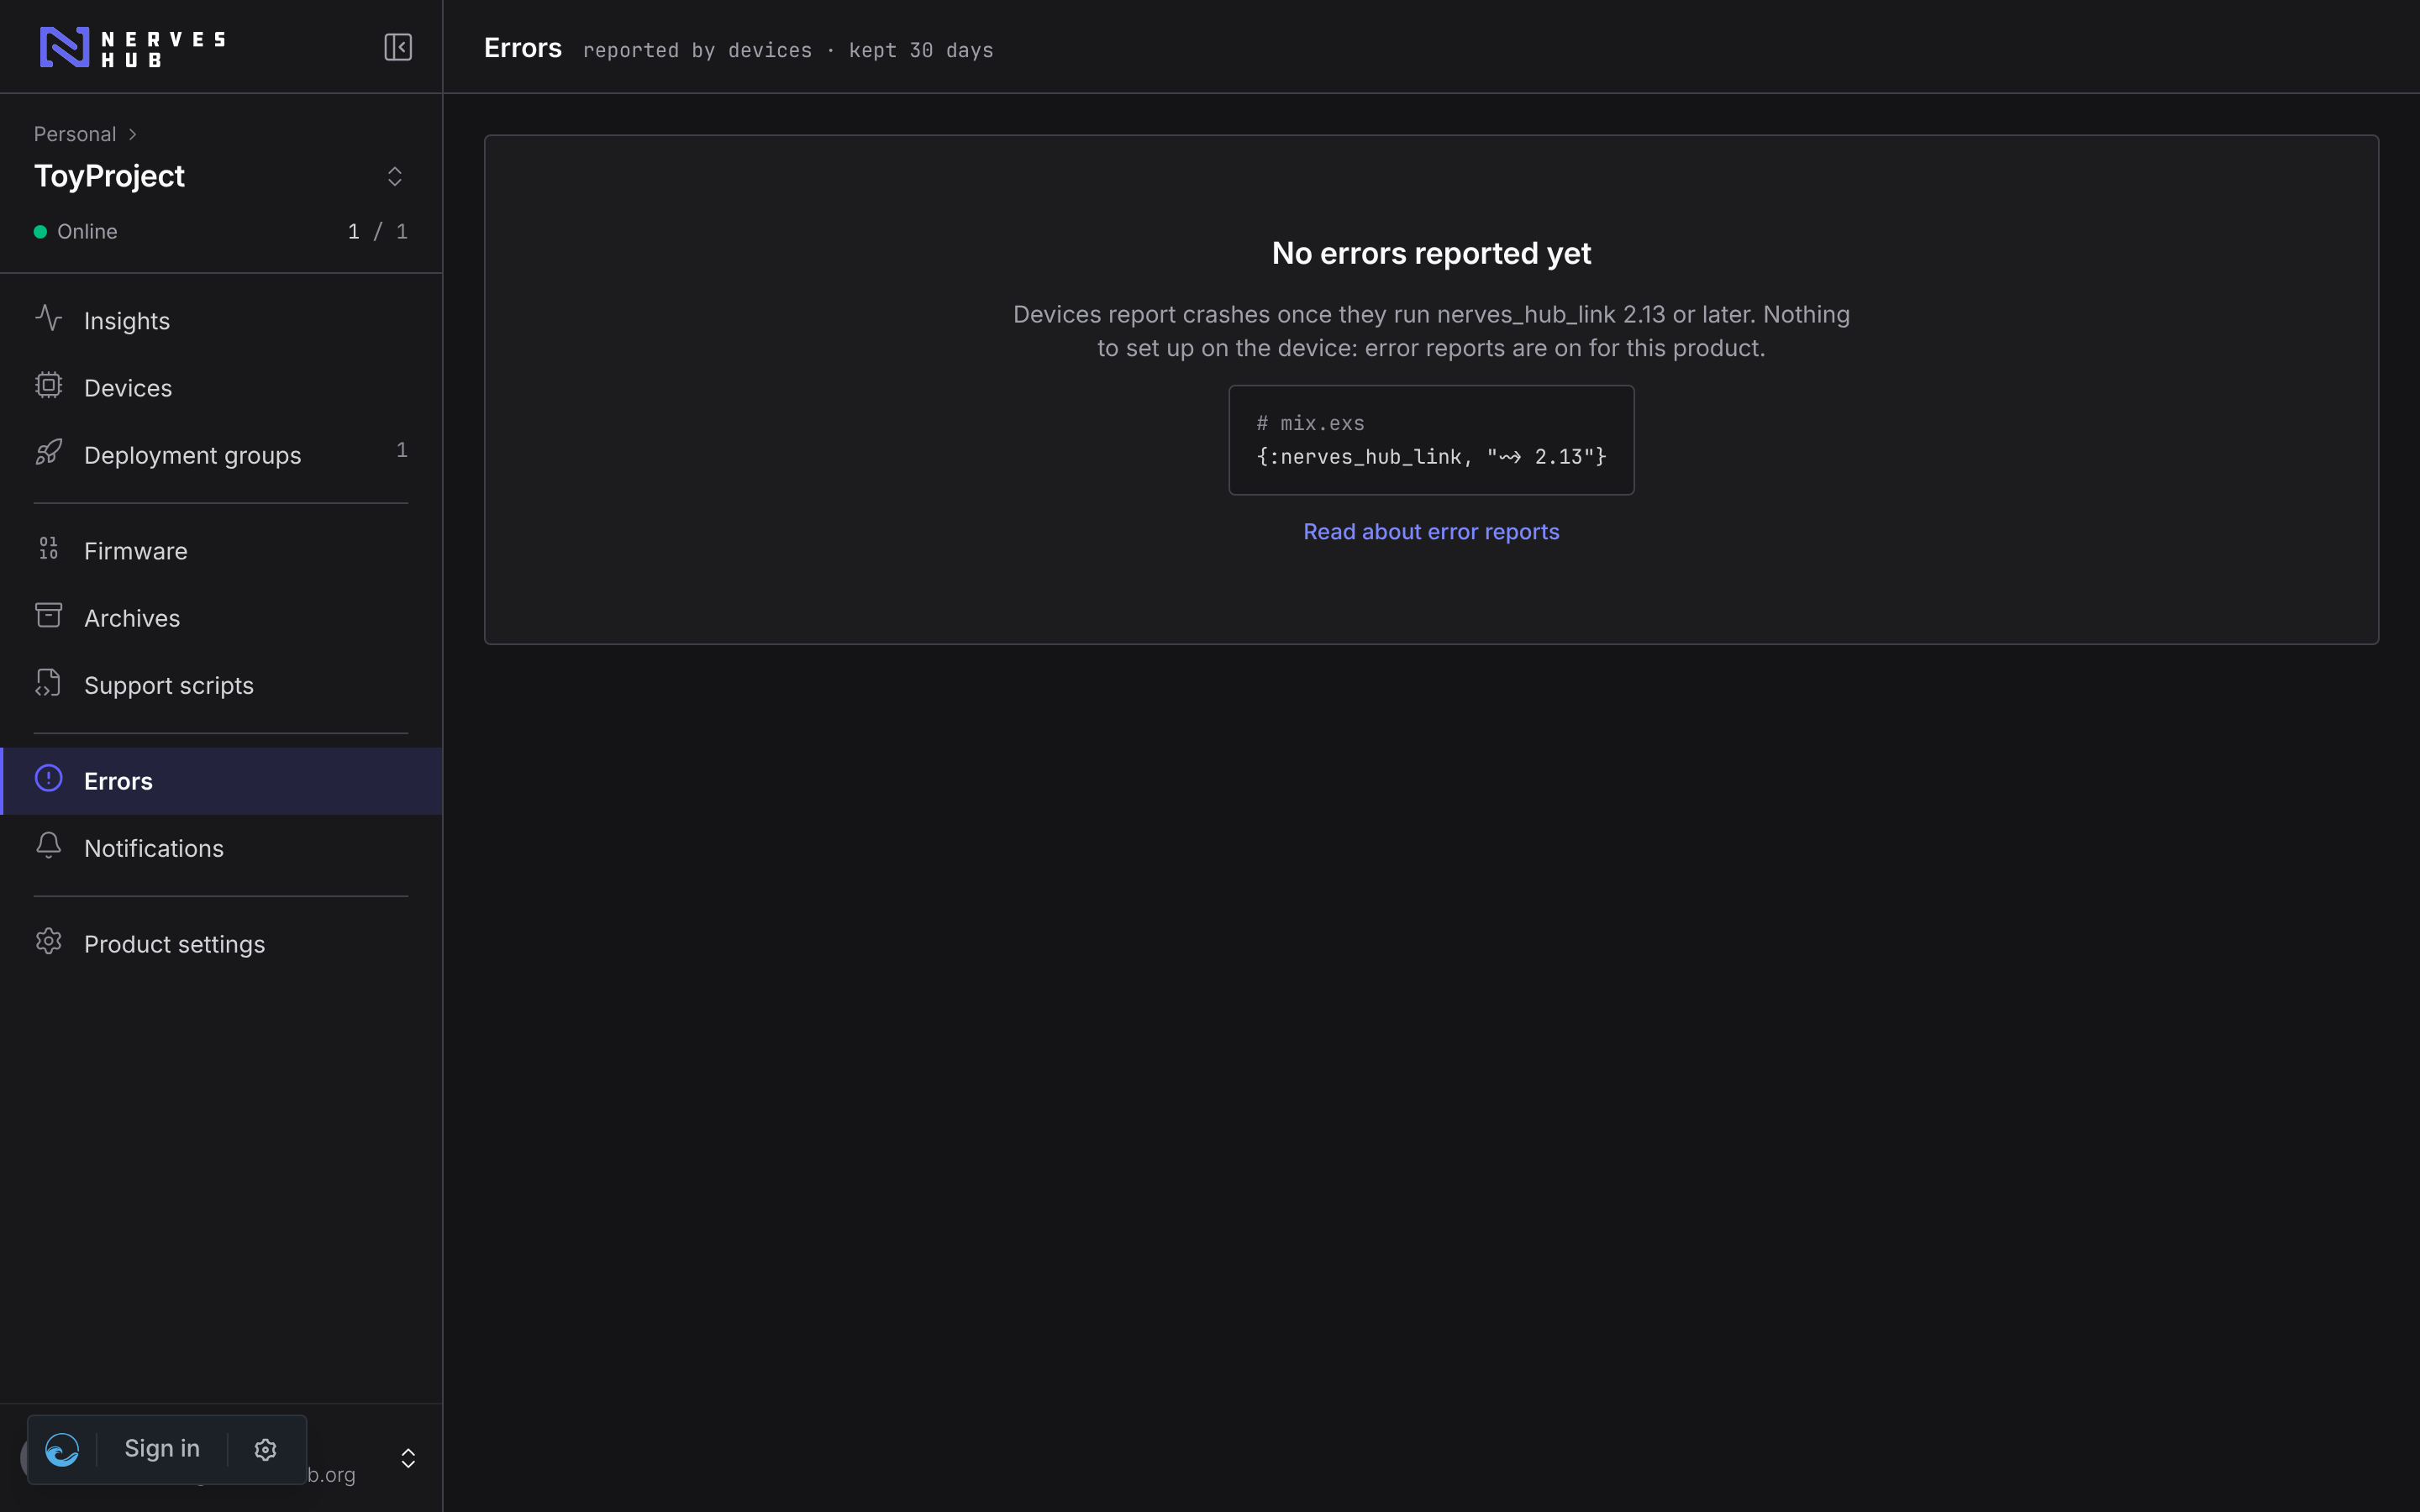 NERVES
HUB
Errors reported by devices · kept 30 days
Personal
ToyProject
Online 1 / 1
Insights
Devices
Deployment groups 1
Firmware
Archives
Support scripts
Errors
Notifications
Product settings
No errors reported yet
Devices report crashes once they run nerves_hub_link 2.13 or later. Nothing
to set up on the device: error reports are on for this product.
# mix.exs
{:nerves_hub_link, "~> 2.13"}
Read about error reports
Sign in
b.org